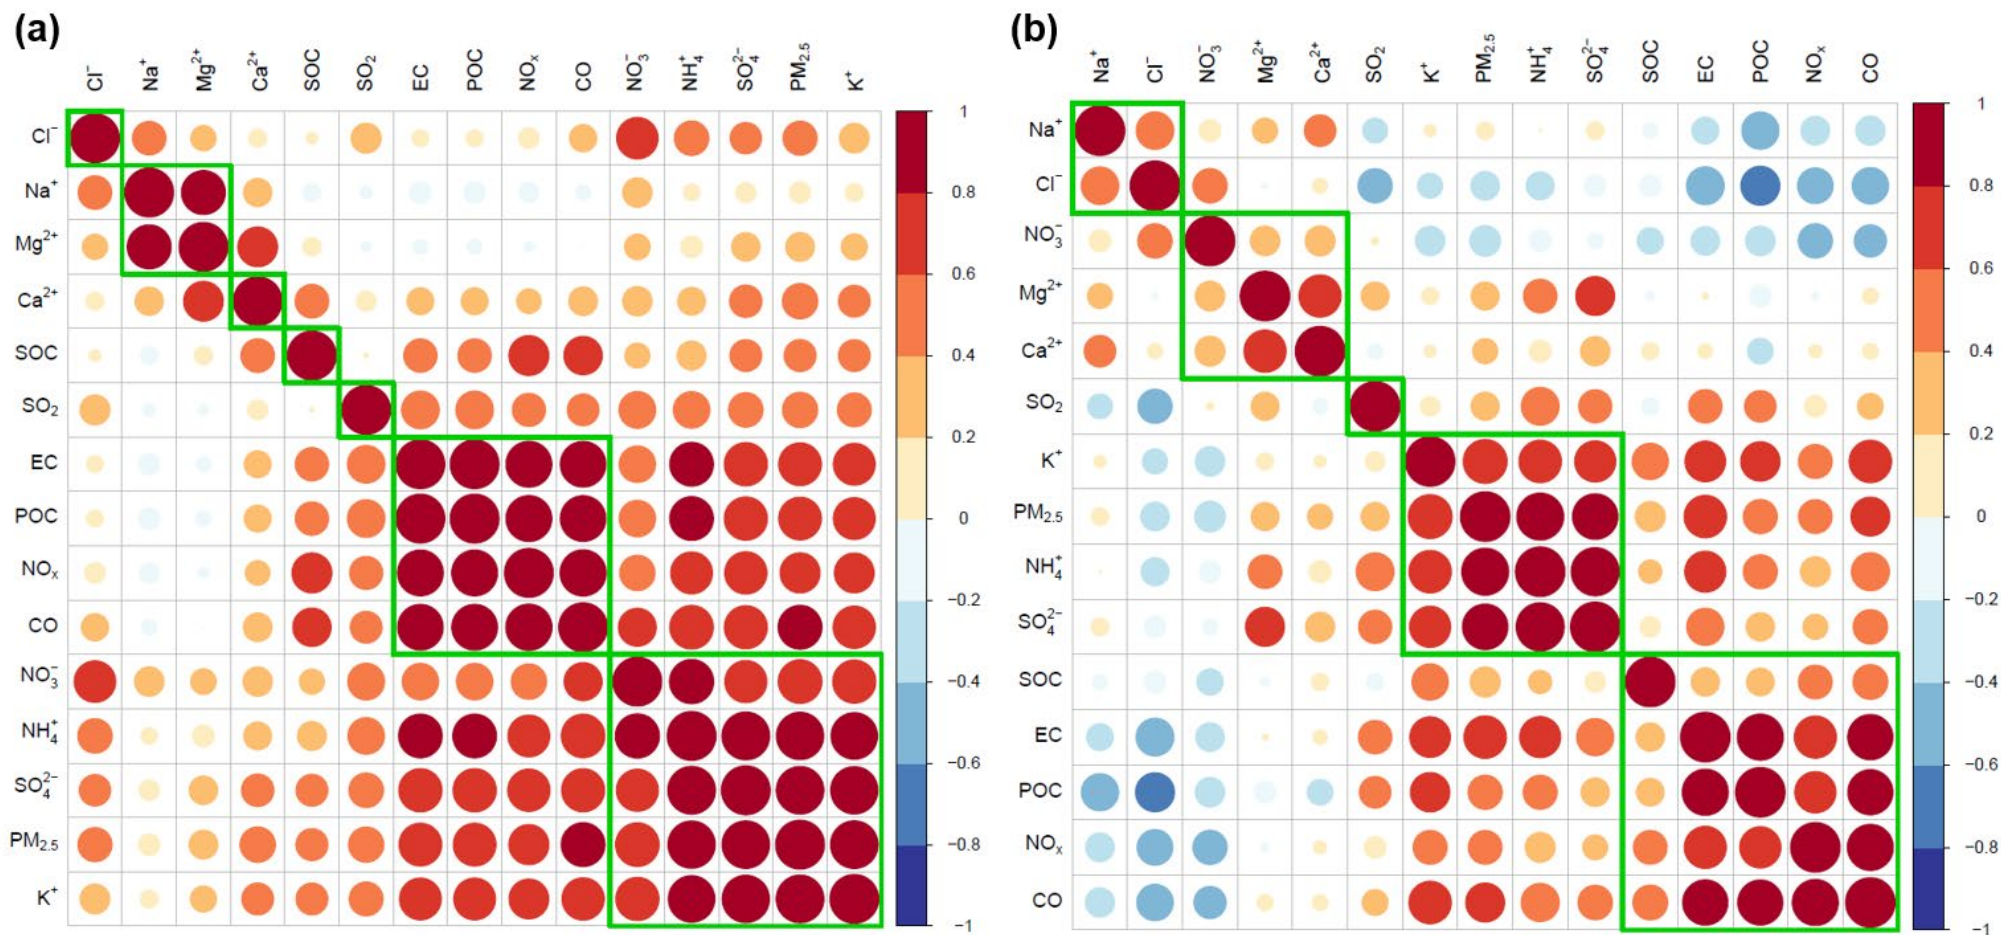 (a)
Cl⁻ Na⁺ Mg²⁺ Ca²⁺ SOC SO₂ EC POC NOₓ CO NO₃⁻ NH₄⁺ SO₄²⁻ PM₂.₅ K⁺
Cl⁻
Na⁺
Mg²⁺
Ca²⁺
SOC
SO₂
EC
POC
NOₓ
CO
NO₃⁻
NH₄⁺
SO₄²⁻
PM₂.₅
K⁺
1
0.8
0.6
0.4
0.2
0
−0.2
−0.4
−0.6
−0.8
−1
(b)
Na⁺ Cl⁻ NO₃⁻ Mg²⁺ Ca²⁺ SO₂ K⁺ PM₂.₅ NH₄⁺ SO₄²⁻ SOC EC POC NOₓ CO
Na⁺
Cl⁻
NO₃⁻
Mg²⁺
Ca²⁺
SO₂
K⁺
PM₂.₅
NH₄⁺
SO₄²⁻
SOC
EC
POC
NOₓ
CO
1
0.8
0.6
0.4
0.2
0
−0.2
−0.4
−0.6
−0.8
−1